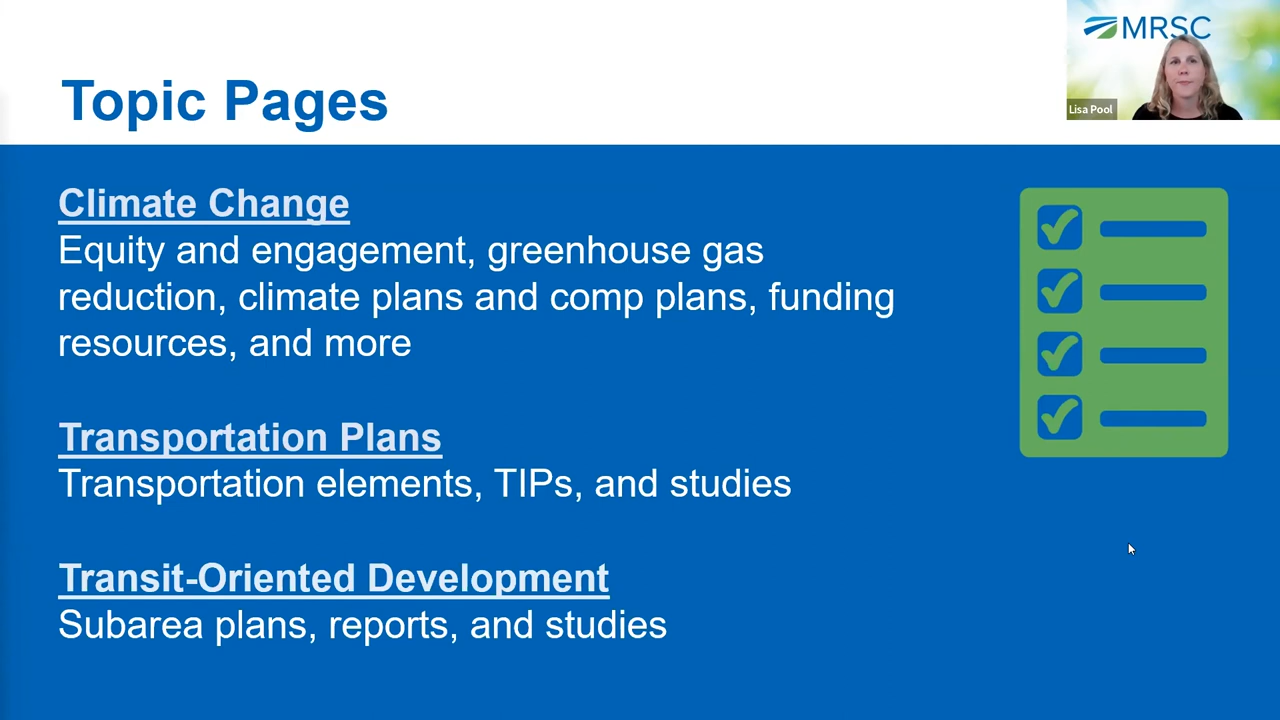 MRSC
Lisa Pool
Topic Pages
Climate Change
Equity and engagement, greenhouse gas
reduction, climate plans and comp plans, funding
resources, and more
Transportation Plans
Transportation elements, TIPs, and studies
Transit-Oriented Development
Subarea plans, reports, and studies